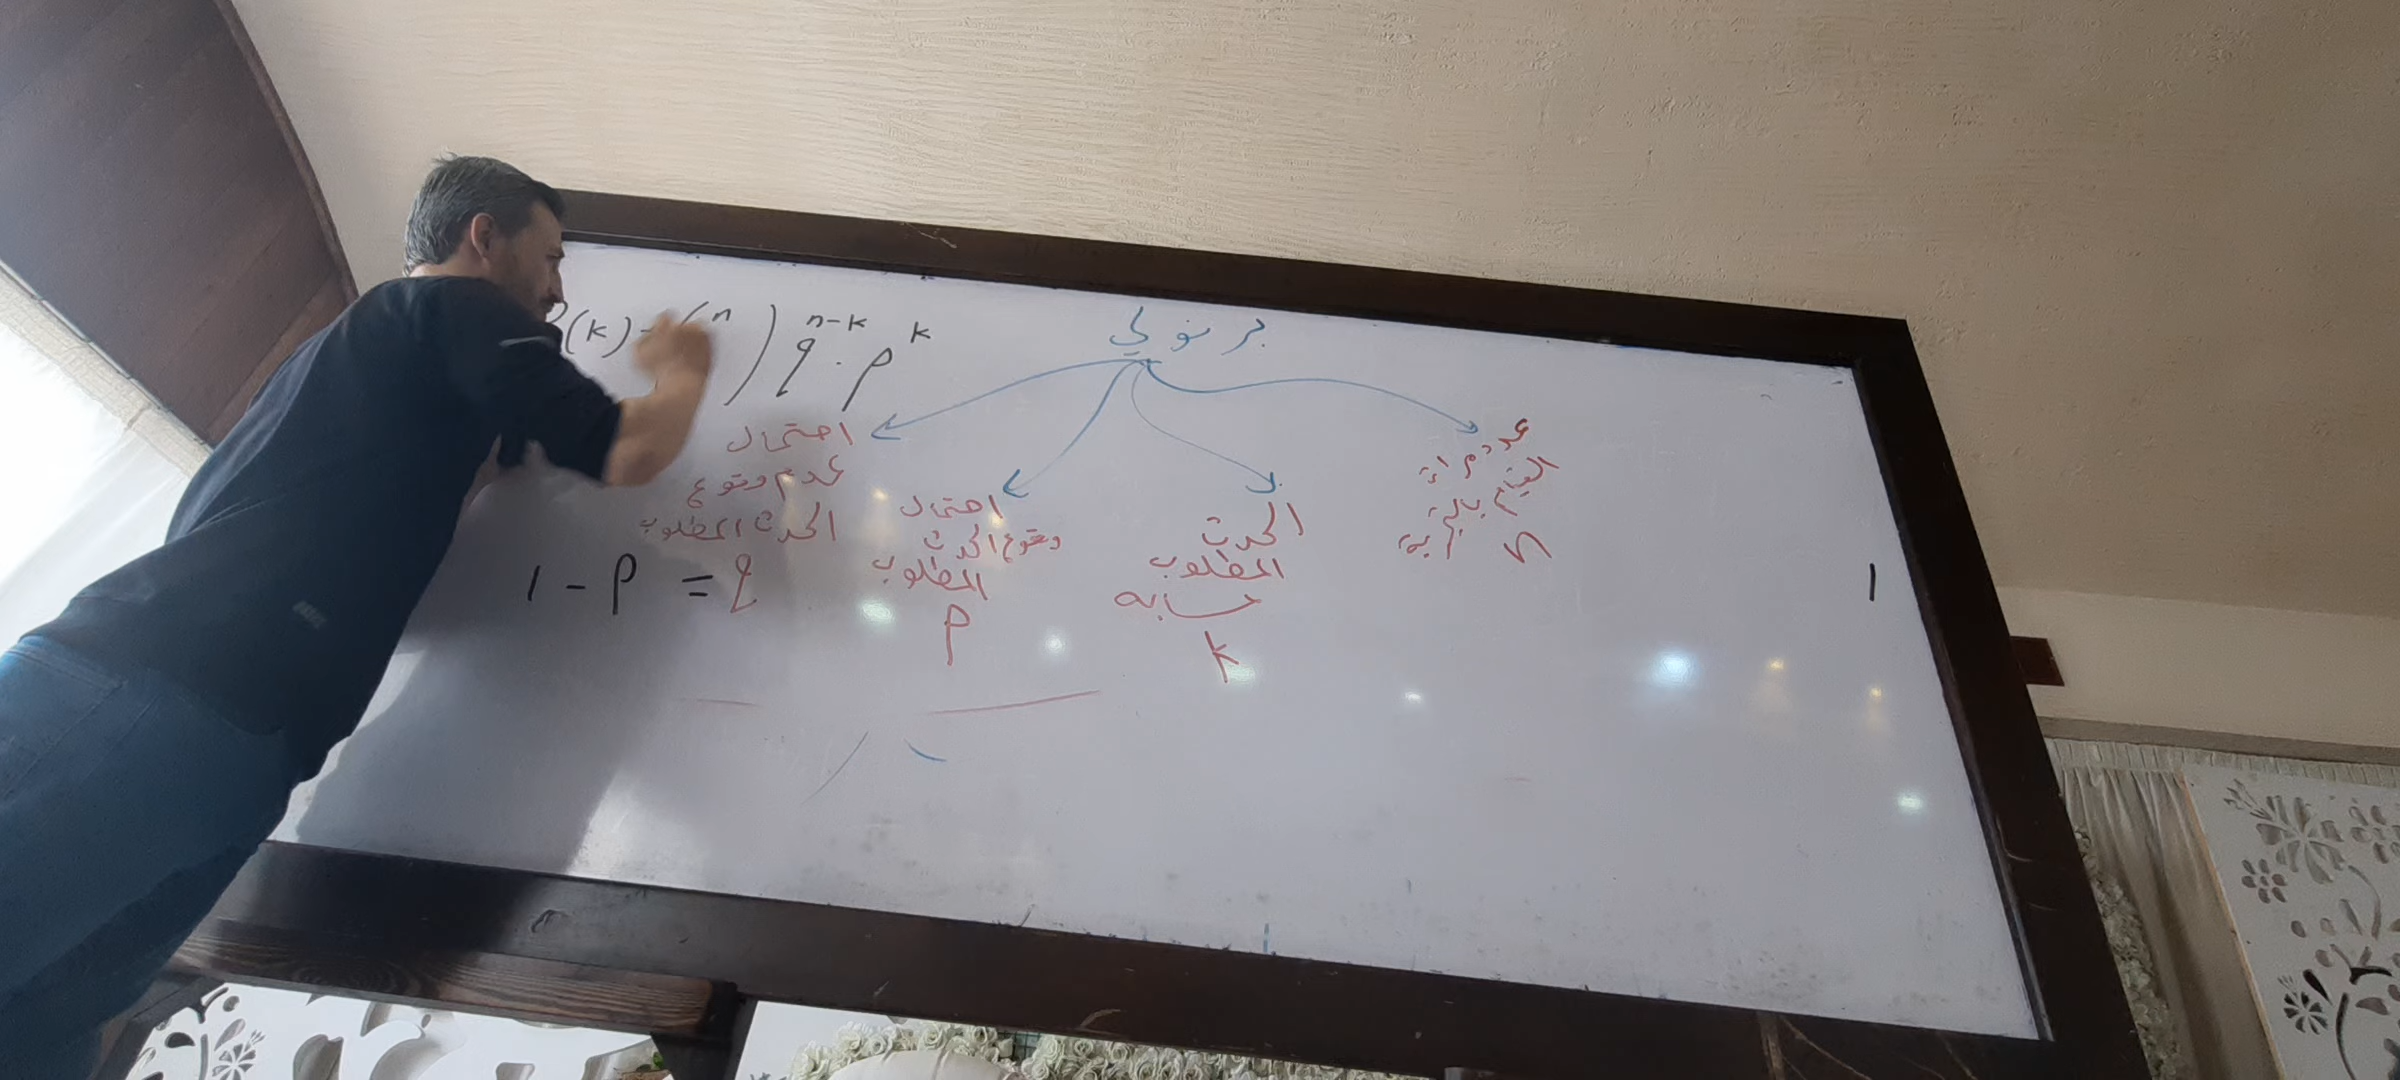 برنولي
(k) = (n) q^{n-k} . p^k
عدد مرات
القيام بالتجربة
n
الحدث
المطلوب
حسابه
k
احتمال
وقوع الحدث
المطلوب
p
احتمال
عدم وقوع
الحدث المطلوب
1 - p = q
1